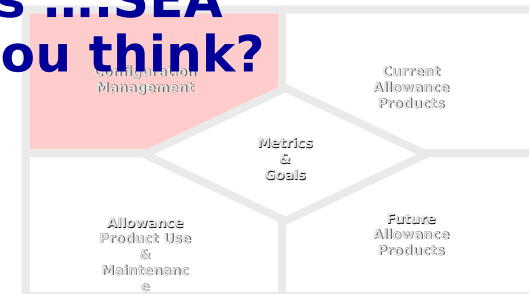 s ....SEA
ou think?
Configuration
Management
Current
Allowance
Products
Metrics
&
Goals
Allowance
Product Use
&
Maintenanc
e
Future
Allowance
Products